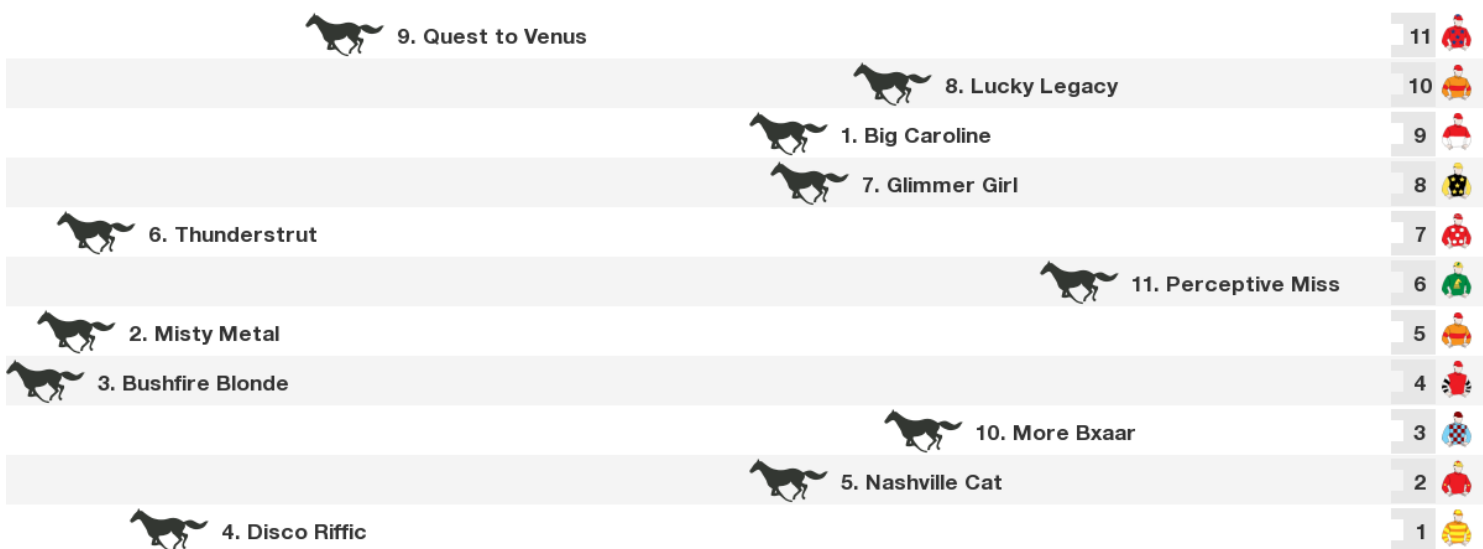 9. Quest to Venus 11
8. Lucky Legacy 10
1. Big Caroline 9
7. Glimmer Girl 8
6. Thunderstrut 7
11. Perceptive Miss 6
2. Misty Metal 5
3. Bushfire Blonde 4
10. More Bxaar 3
5. Nashville Cat 2
4. Disco Riffic 1